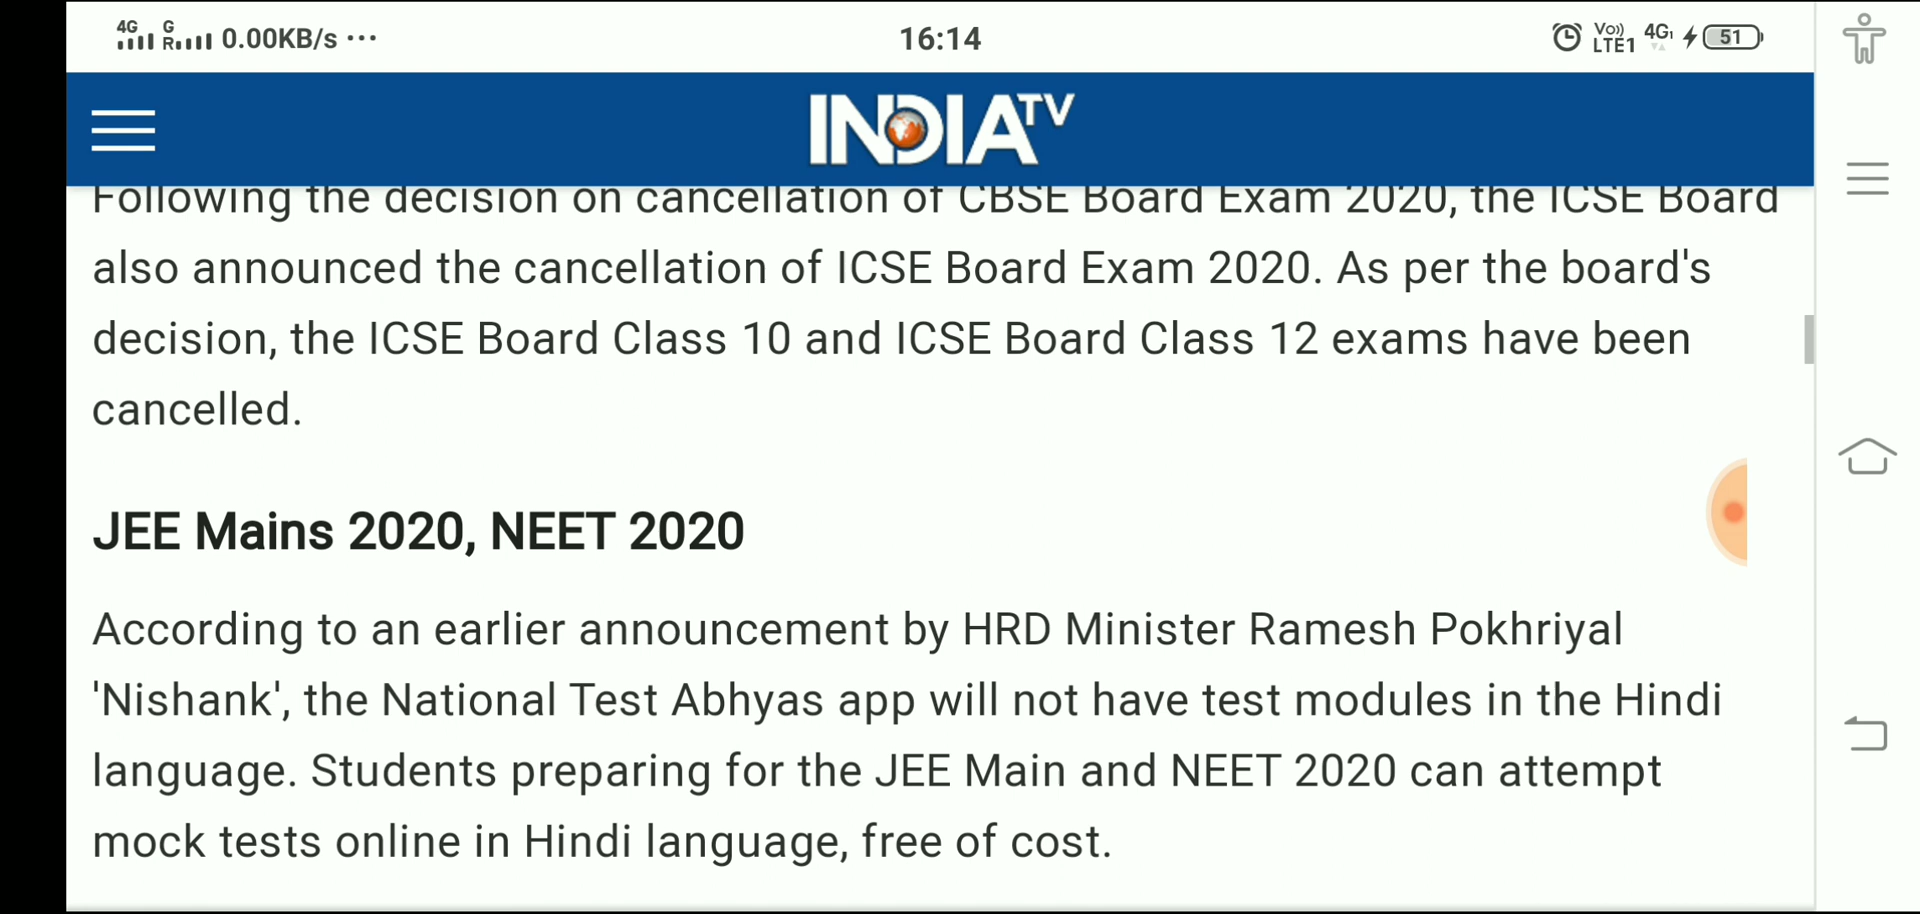 4G G R 0.00KB/s ...
16:14
Vo)) LTE1 4G1 51
INDIA TV
Following the decision on cancellation of CBSE Board Exam 2020, the ICSE Board
also announced the cancellation of ICSE Board Exam 2020. As per the board's
decision, the ICSE Board Class 10 and ICSE Board Class 12 exams have been
cancelled.
JEE Mains 2020, NEET 2020
According to an earlier announcement by HRD Minister Ramesh Pokhriyal
'Nishank', the National Test Abhyas app will not have test modules in the Hindi
language. Students preparing for the JEE Main and NEET 2020 can attempt
mock tests online in Hindi language, free of cost.